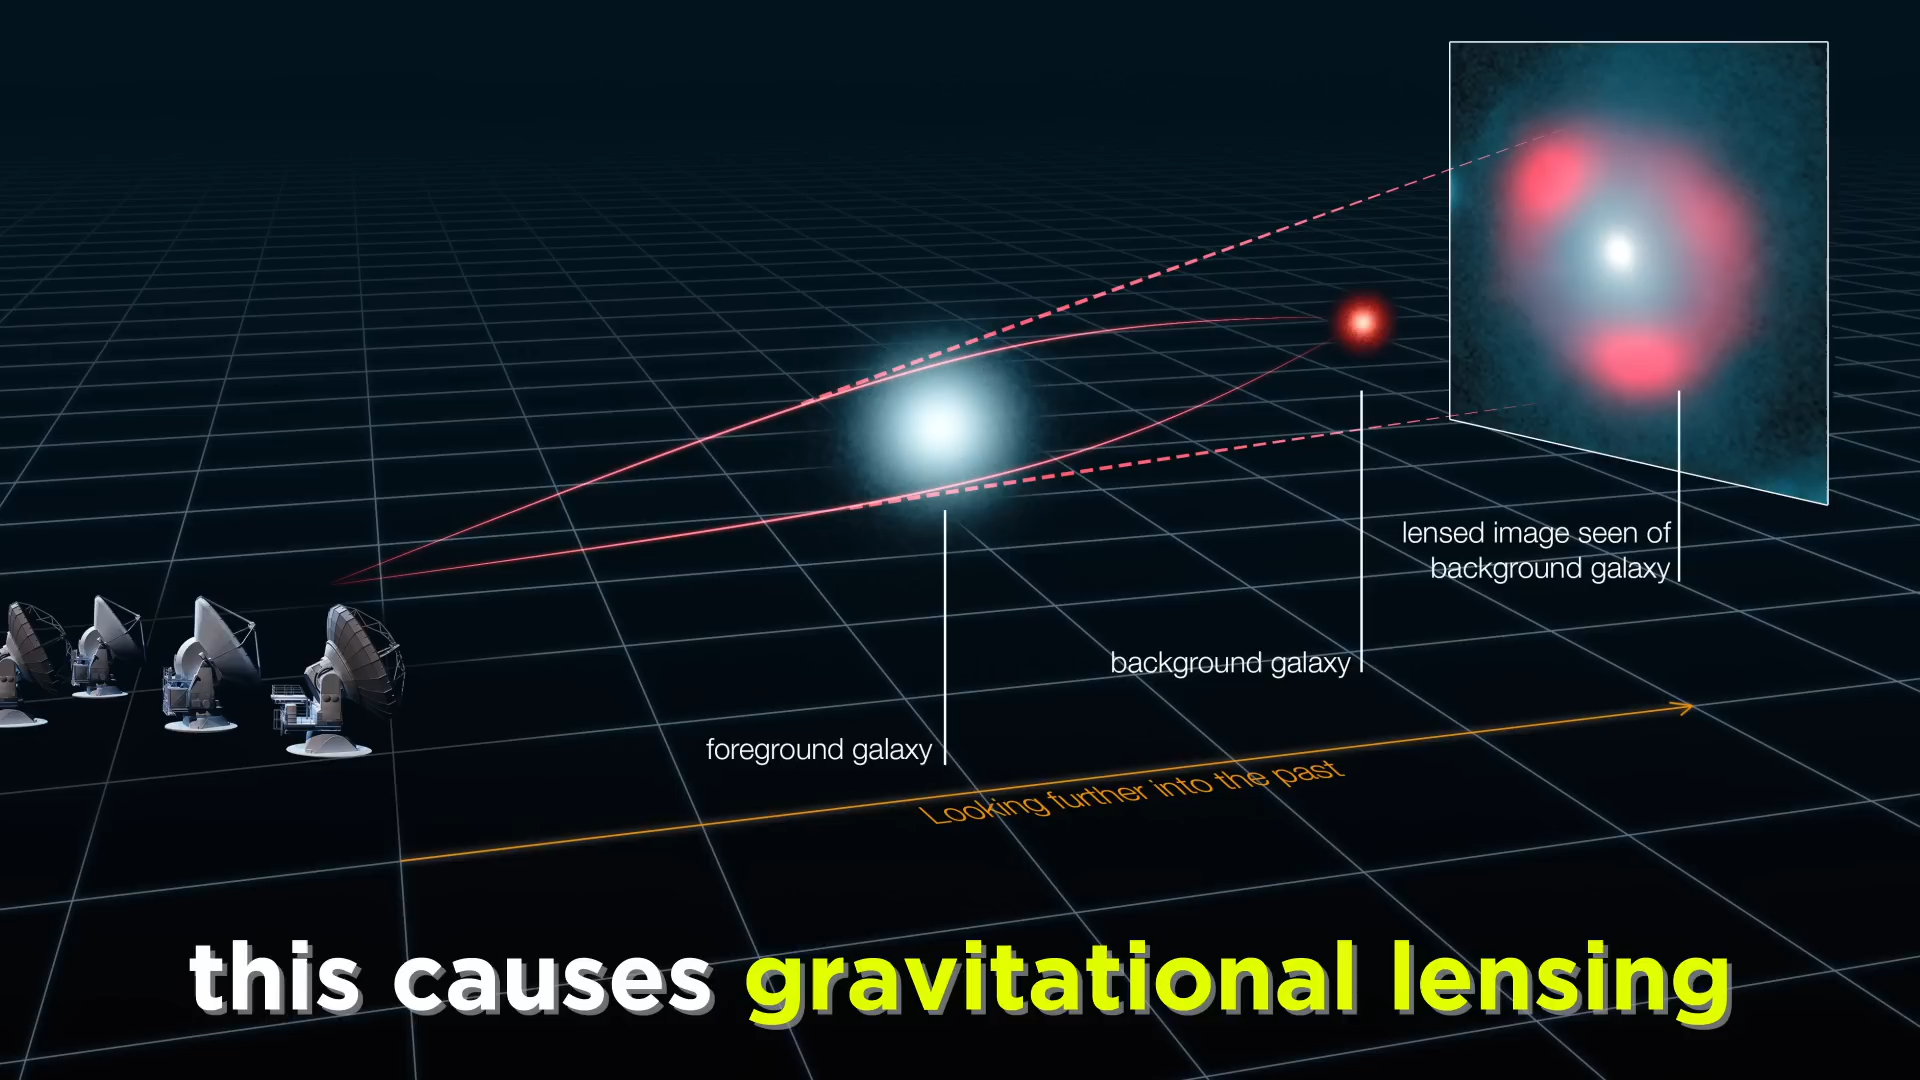 lensed image seen of
background galaxy
background galaxy
foreground galaxy
Looking further into the past
this causes gravitational lensing